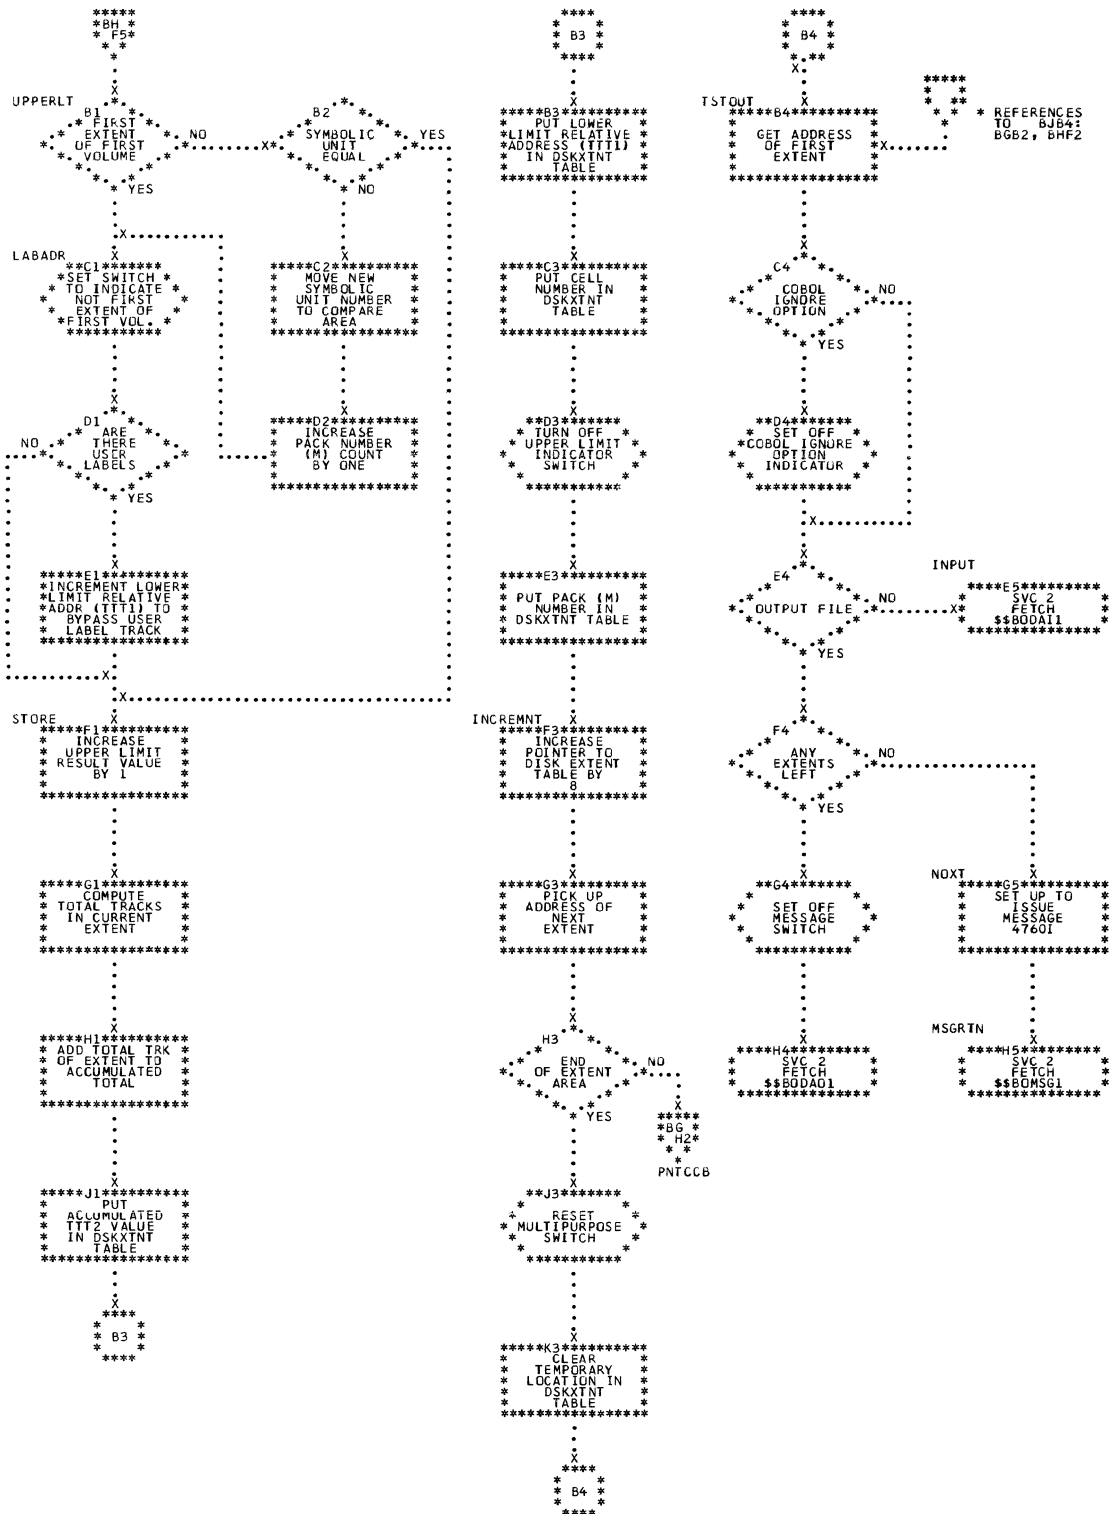 BH
F5
UPPERLT
B1
FIRST
EXTENT
OF FIRST
VOLUME
NO
YES
B2
SYMBOLIC
UNIT
EQUAL
YES
NO
LABADR
C1
SET SWITCH
TO INDICATE
NOT FIRST
EXTENT OF
FIRST VOL.
C2
MOVE NEW
SYMBOLIC
UNIT NUMBER
TO COMPARE
AREA
D1
ARE
THERE
USER
LABELS
NO
YES
D2
INCREASE
PACK NUMBER
(M) COUNT
BY ONE
E1
INCREMENT LOWER
LIMIT RELATIVE
ADDR (TTT1) TO
BYPASS USER
LABEL TRACK
STORE
F1
INCREASE
UPPER LIMIT
RESULT VALUE
BY 1
G1
COMPUTE
TOTAL TRACKS
IN CURRENT
EXTENT
H1
ADD TOTAL TRK
OF EXTENT TO
ACCUMULATED
TOTAL
J1
PUT
ACCUMULATED
TTT2 VALUE
IN DSKXTNT
TABLE
B3
B3
B3
PUT LOWER
LIMIT RELATIVE
ADDRESS (TTT1)
IN DSKXTNT
TABLE
C3
PUT CELL
NUMBER IN
DSKXTNT
TABLE
D3
TURN OFF
UPPER LIMIT
INDICATOR
SWITCH
E3
PUT PACK (M)
NUMBER IN
DSKXTNT TABLE
INCREMNT
F3
INCREASE
POINTER TO
DISK EXTENT
TABLE BY
8
G3
PICK UP
ADDRESS OF
NEXT
EXTENT
H3
END
OF EXTENT
AREA
NO
YES
BG
H2
PNTCCB
J3
RESET
MULTIPURPOSE
SWITCH
K3
CLEAR
TEMPORARY
LOCATION IN
DSKXTNT
TABLE
B4
B4
TSTOUT
B4
GET ADDRESS
OF FIRST
EXTENT
* REFERENCES
TO BJB4:
BGB2, BHF2
C4
COBOL
IGNORE
OPTION
NO
YES
D4
SET OFF
COBOL IGNORE
OPTION
INDICATOR
E4
OUTPUT FILE
NO
YES
INPUT
E5
SVC 2
FETCH
$$BODAI1
F4
ANY
EXTENTS
LEFT
NO
YES
G4
SET OFF
MESSAGE
SWITCH
NOXT
G5
SET UP TO
ISSUE
MESSAGE
4760I
H4
SVC 2
FETCH
$$BODAO1
MSGRTN
H5
SVC 2
FETCH
$$BOMSG1